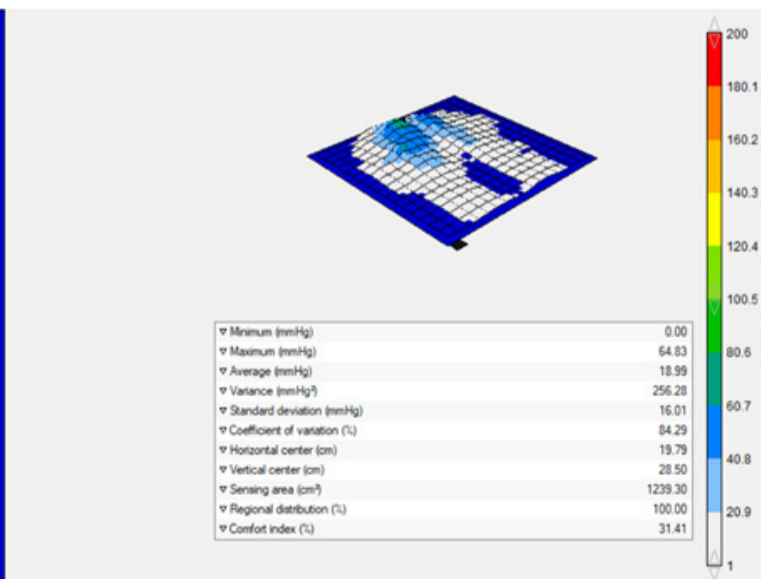 200
180.1
160.2
140.3
120.4
100.5
80.6
60.7
40.8
20.9
1
Minimum (mmHg) 0.00
Maximum (mmHg) 64.83
Average (mmHg) 18.99
Variance (mmHg²) 256.28
Standard deviation (mmHg) 16.01
Coefficient of variation (%) 84.29
Horizontal center (cm) 19.79
Vertical center (cm) 28.50
Sensing area (cm²) 1239.30
Regional distribution (%) 100.00
Comfort index (%) 31.41